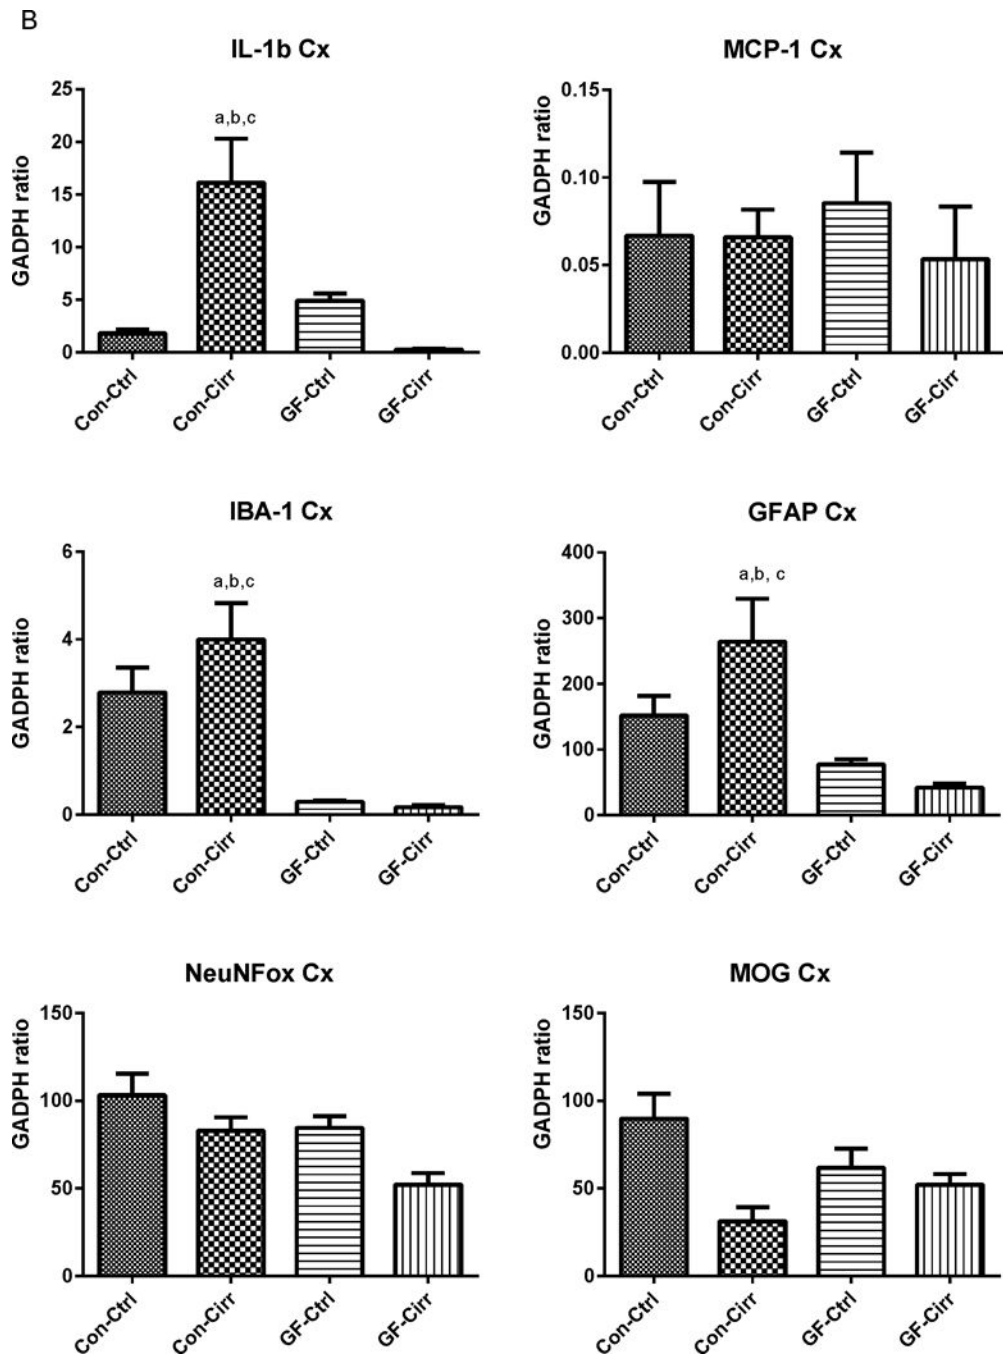 B
IL-1b Cx
GADPH ratio
25
20
15
10
5
0
a,b,c
Con-Ctrl
Con-Cirr
GF-Ctrl
GF-Cirr
MCP-1 Cx
GADPH ratio
0.15
0.10
0.05
0.00
Con-Ctrl
Con-Cirr
GF-Ctrl
GF-Cirr
IBA-1 Cx
GADPH ratio
6
4
2
0
a,b,c
Con-Ctrl
Con-Cirr
GF-Ctrl
GF-Cirr
GFAP Cx
GADPH ratio
400
300
200
100
0
a,b, c
Con-Ctrl
Con-Cirr
GF-Ctrl
GF-Cirr
NeuNFox Cx
GADPH ratio
150
100
50
0
Con-Ctrl
Con-Cirr
GF-Ctrl
GF-Cirr
MOG Cx
GADPH ratio
150
100
50
0
Con-Ctrl
Con-Cirr
GF-Ctrl
GF-Cirr